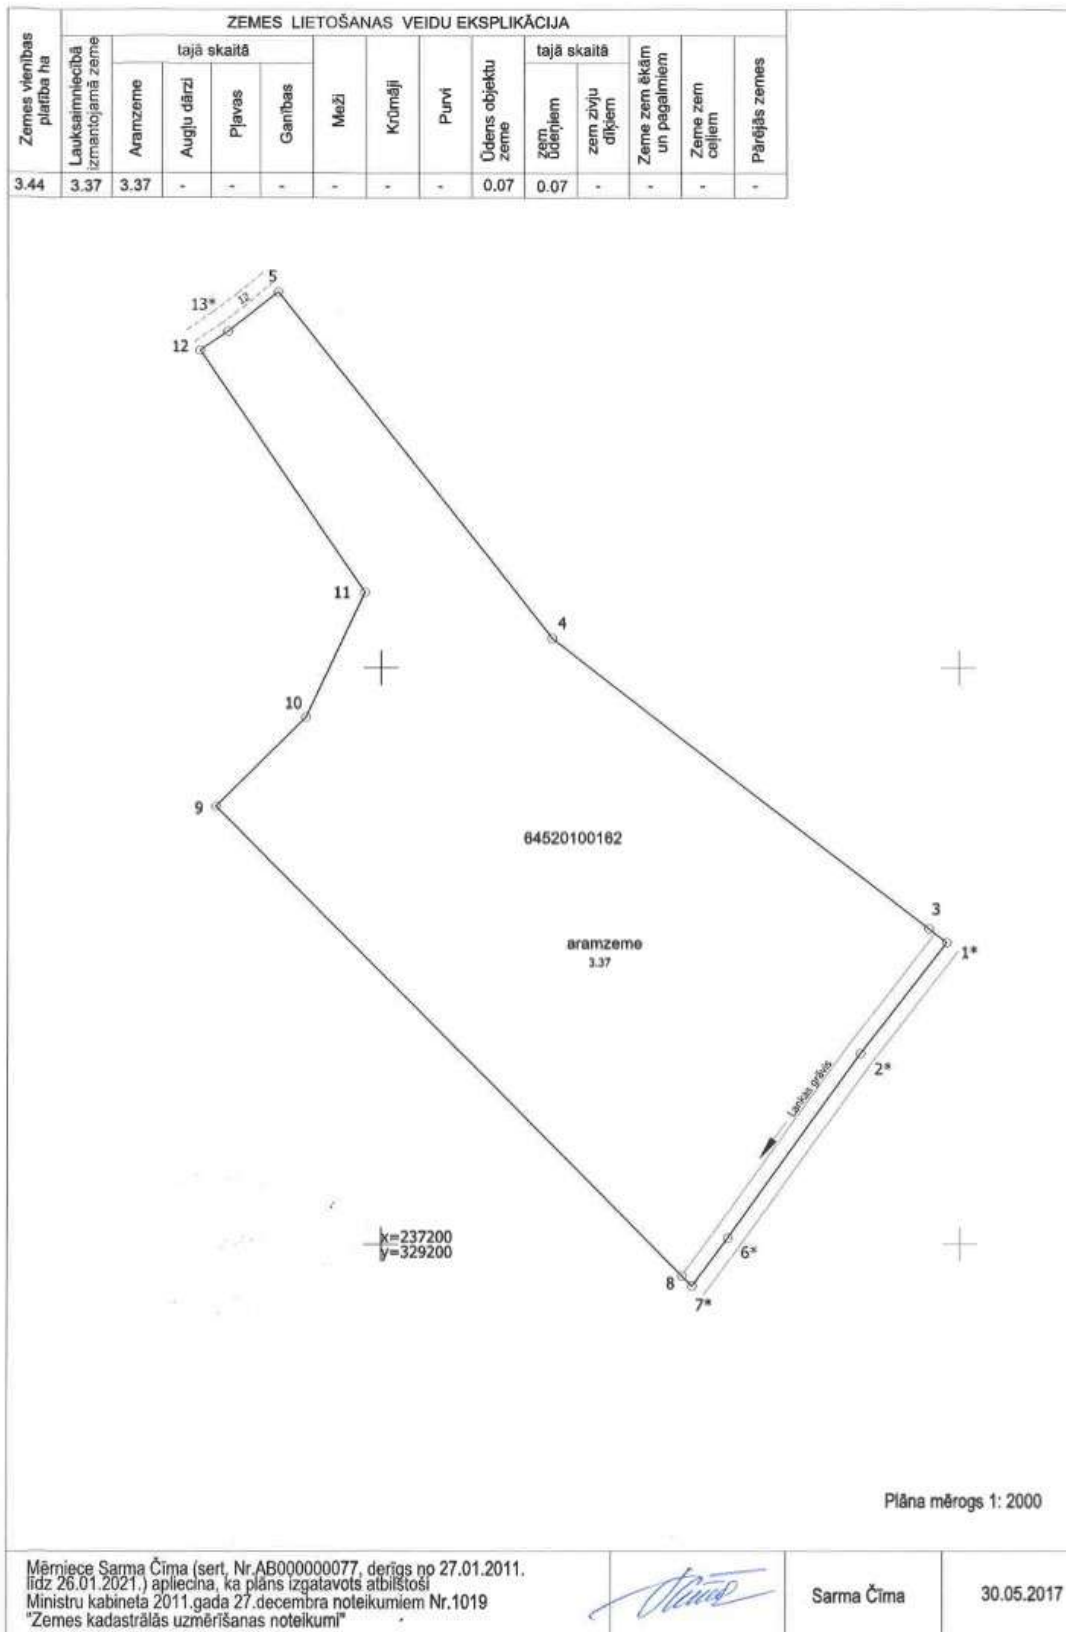 ZEMES LIETOŠANAS VEIDU EKSPLIKĀCIJA
Zemes vienības platība ha
Lauksaimniecībā izmantojamā zeme
tajā skaitā
Aramzeme
Augļu dārzi
Pļavas
Ganības
Meži
Krūmāji
Purvi
Ūdens objektu zeme
tajā skaitā
zem ūdeņiem
zem zivju dīķiem
Zeme zem ēkām un pagalmiem
Zeme zem ceļiem
Pārējās zemes
3.44 3.37 3.37 - - - - - - 0.07 0.07 - - - -
5
13*
12
12
11
4
10
9
64520100162
3
aramzeme
3.37
1*
2*
Lankas grāvis
x=237200
y=329200
6*
8
7*
Plāna mērogs 1: 2000
Mērniece Sarma Čīma (sert. Nr.AB000000077, derīgs no 27.01.2011.
līdz 26.01.2021.) apliecina, ka plāns izgatavots atbilstoši
Ministru kabineta 2011.gada 27.decembra noteikumiem Nr.1019
"Zemes kadastrālās uzmērīšanas noteikumi"
Sarma Čīma
30.05.2017